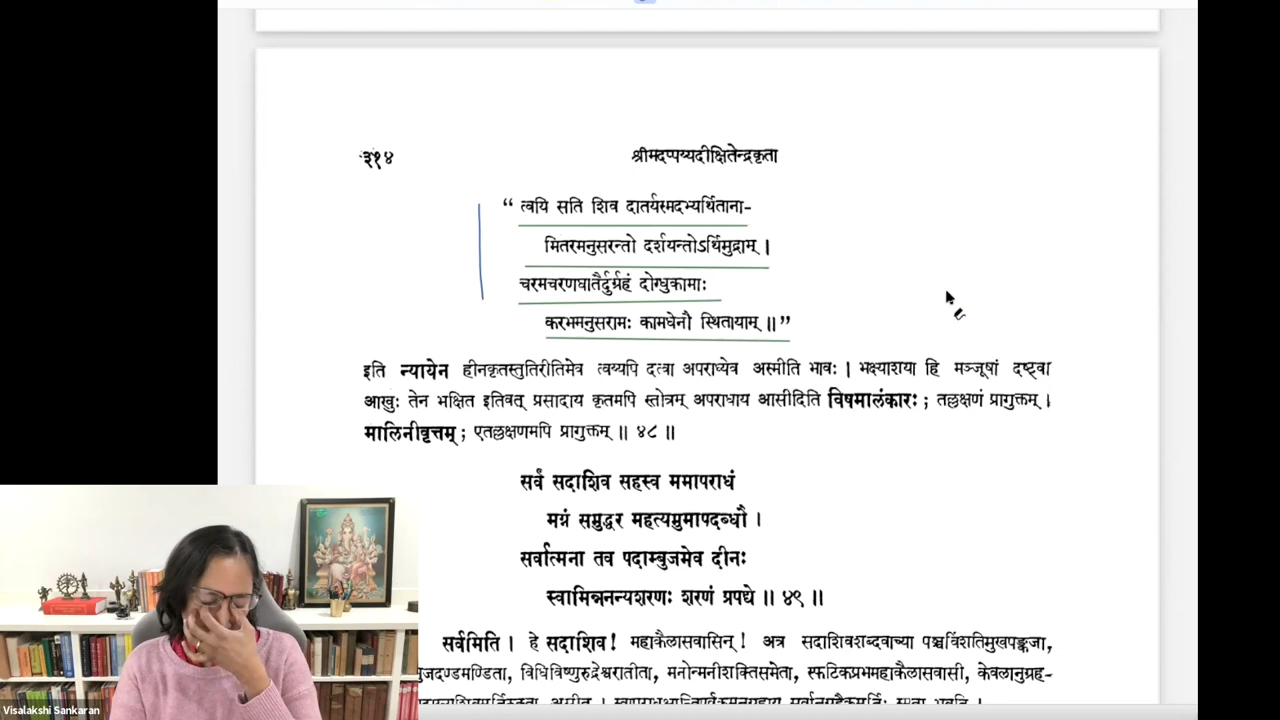 ३१४
श्रीमदप्पय्यदीक्षितेन्द्रकृता
“ त्वयि सति शिव दातर्यस्मदभ्यर्थिताना-
मितरमनुसरन्तो दर्शयन्तोऽर्थिमुद्राम् ।
चरमचरणघातैर्दुर्ग्रहं दोग्धुकामाः
करभमनुसरामः कामधेनौ स्थितायाम् ॥”
इति न्यायेन हीनकृतस्तुतिरीतिमेत्र त्वय्यपि दत्वा अपराध्येव अस्मीति भावः । भक्ष्याशया हि मञ्जूषां दष्ट्वा
आखुः तेन भक्षित इतिवत् प्रसादाय कृतमपि स्तोत्रम् अपराधाय आसीदिति विषमालंकारः ; तल्लक्षणं प्रागुक्तम् ।
मालिनीवृत्तम् ; एतल्लक्षणमपि प्रागुक्तम् ॥ ४८ ॥
सर्वं सदाशिव सहस्व ममापराधं
मग्नं समुद्धर महत्यमुमापदब्धौ ।
सर्वात्मना तव पदाम्बुजमेव दीनः
स्वामिन्ननन्यशरणः शरणं प्रपद्ये ॥ ४९ ॥
सर्वमिति । हे सदाशिव ! महाकैलासवासिन् ! अत्र सदाशिवशब्दवाच्या पञ्चविंशतिमुखपङ्कजा,
जदण्डमण्डिता, विधिविष्णुरुद्रेश्वरातीता, मनोन्मनीशक्तिसमेता, स्फटिकप्रभमहाकैलासवासी, केवलानुग्रह-
Visalakshi Sankaran